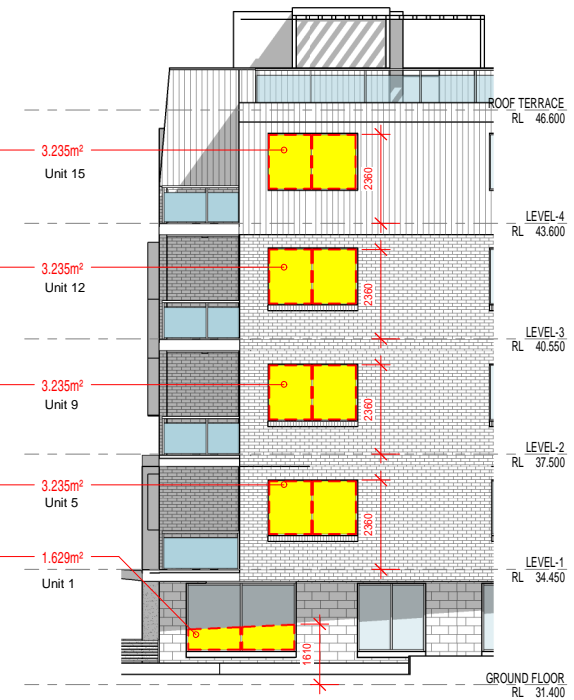 ROOF TERRACE
RL 46.600
3.235m²
Unit 15
2360
LEVEL-4
RL 43.600
3.235m²
Unit 12
2360
LEVEL-3
RL 40.550
3.235m²
Unit 9
2360
LEVEL-2
RL 37.500
3.235m²
Unit 5
2360
LEVEL-1
RL 34.450
1.629m²
Unit 1
1610
GROUND FLOOR
RL 31.400